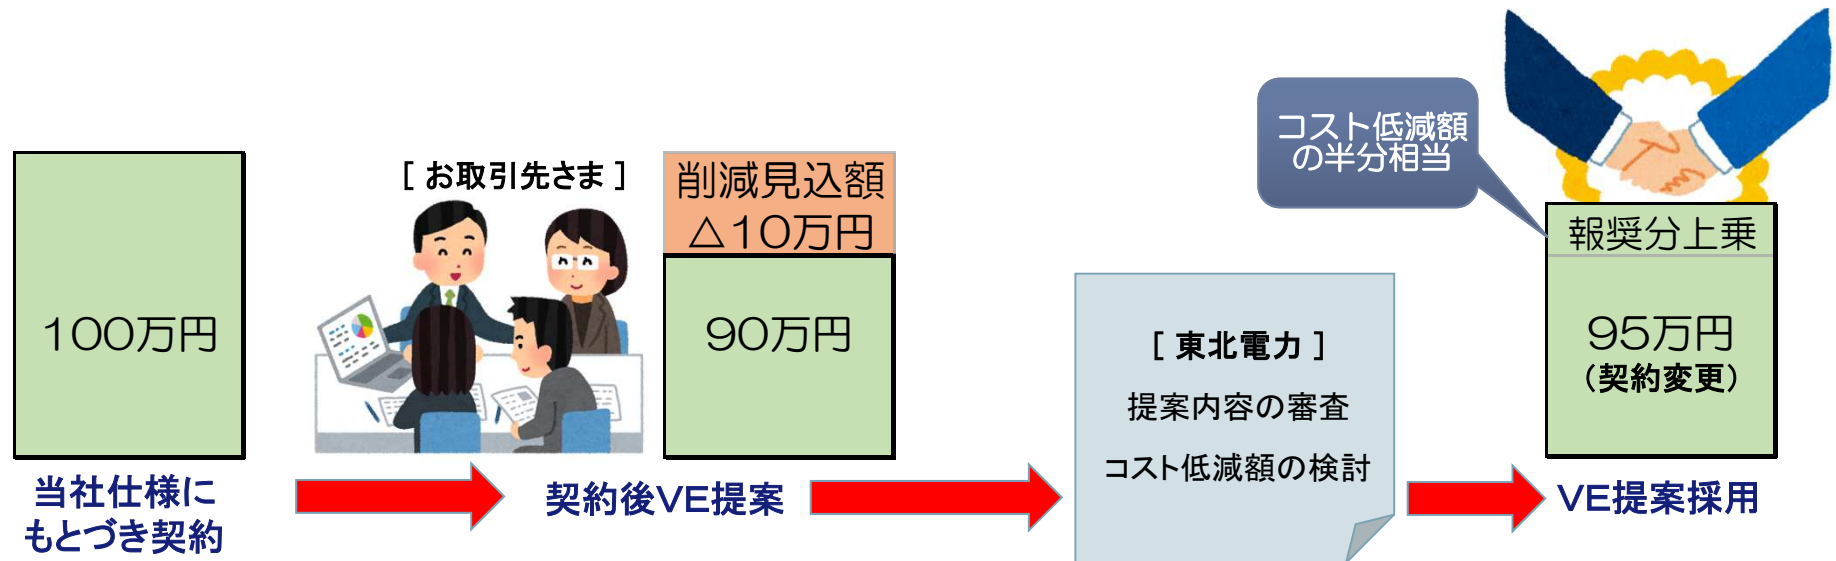 100万円
当社仕様に
もとづき契約
[ お取引先さま ]
削減見込額
△10万円
90万円
契約後VE提案
[ 東北電力 ]
提案内容の審査
コスト低減額の検討
コスト低減額
の半分相当
報奨分上乗
95万円
(契約変更)
VE提案採用